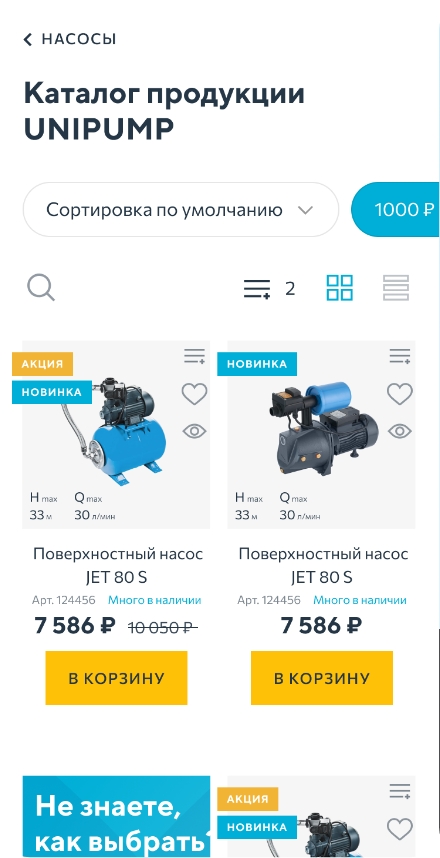 НАСОСЫ
Каталог продукции
UNIPUMP
Сортировка по умолчанию
1000 ₽
2
АКЦИЯ
НОВИНКА
H max
Q max
33 м
30 л/мин
Поверхностный насос
JET 80 S
Арт. 124456
Много в наличии
7 586 ₽
10 050 ₽
В КОРЗИНУ
НОВИНКА
H max
Q max
33 м
30 л/мин
Поверхностный насос
JET 80 S
Арт. 124456
Много в наличии
7 586 ₽
В КОРЗИНУ
Не знаете,
как выбрать?
АКЦИЯ
НОВИНКА